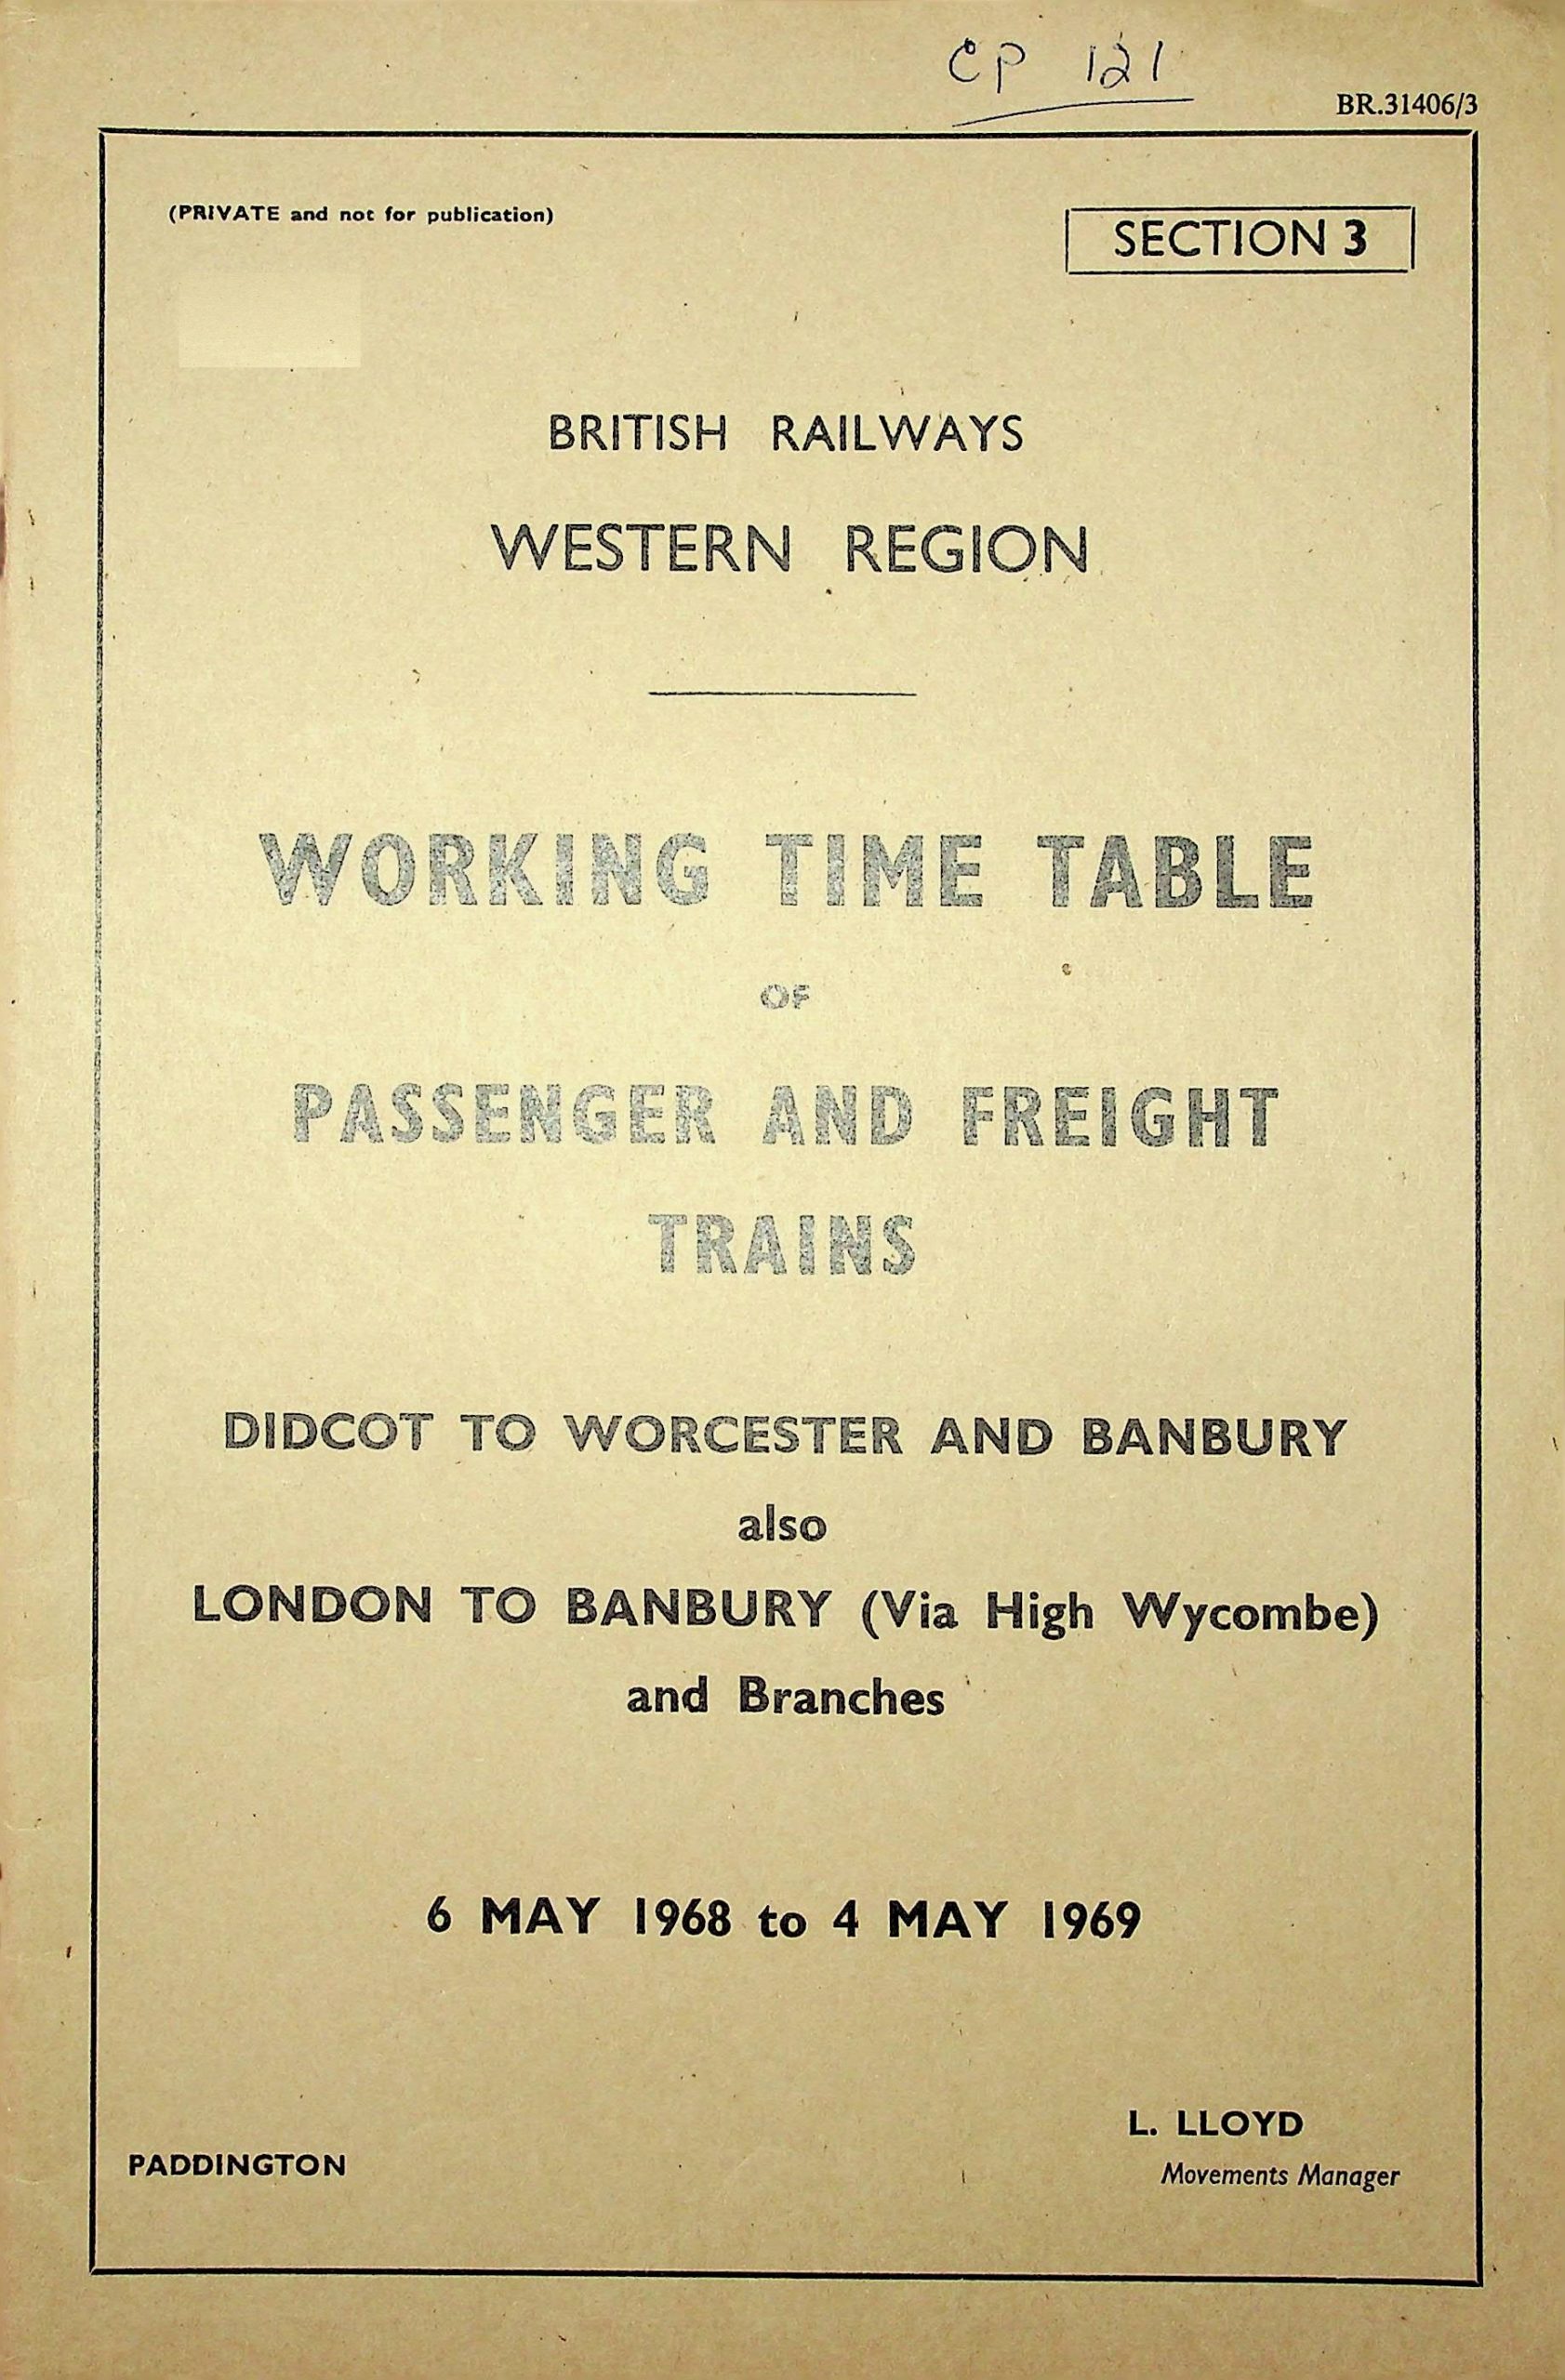 CP 121
BR.31406/3
(PRIVATE and not for publication)
SECTION 3
BRITISH RAILWAYS
WESTERN REGION
WORKING TIME TABLE
OF
PASSENGER AND FREIGHT
TRAINS
DIDCOT TO WORCESTER AND BANBURY
also
LONDON TO BANBURY (Via High Wycombe)
and Branches
6 MAY 1968 to 4 MAY 1969
L. LLOYD
PADDINGTON
Movements Manager